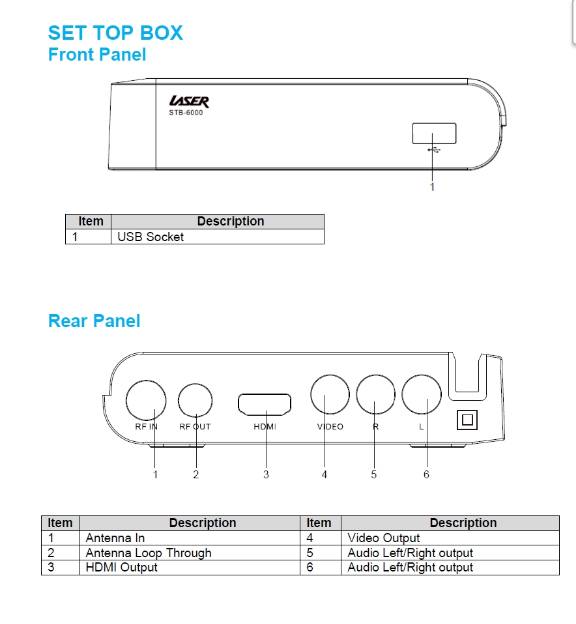 SET TOP BOX
Front Panel
LASER
STB-6000
1
Item Description
1 USB Socket
Rear Panel
RF IN RF OUT HDMI VIDEO R L
1 2 3 4 5 6
Item Description Item Description
1 Antenna In 4 Video Output
2 Antenna Loop Through 5 Audio Left/Right output
3 HDMI Output 6 Audio Left/Right output